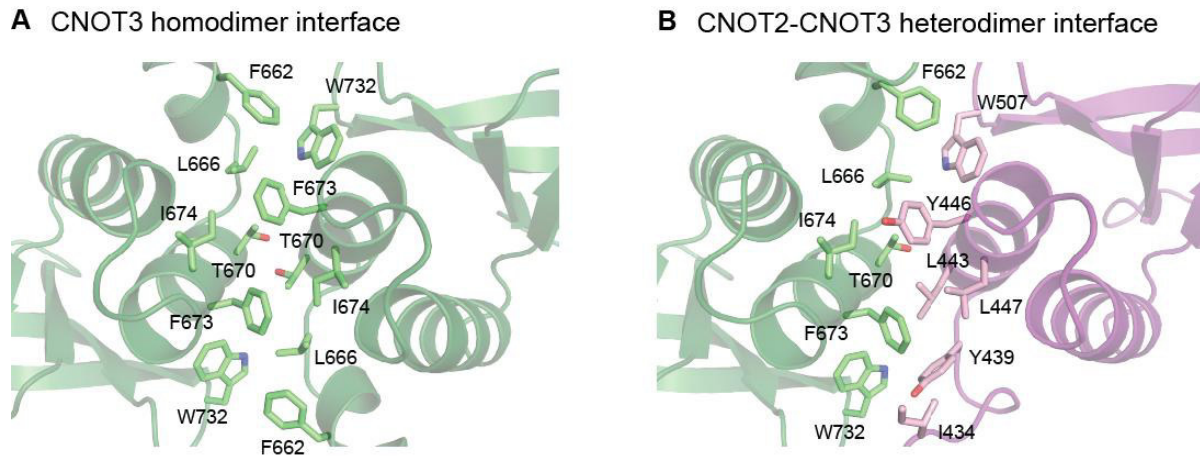 A CNOT3 homodimer interface
F662
W732
L666
F673
I674
T670
T670
I674
F673
L666
W732
F662
B CNOT2-CNOT3 heterodimer interface
F662
W507
L666
Y446
I674
T670
L443
L447
F673
Y439
W732
I434